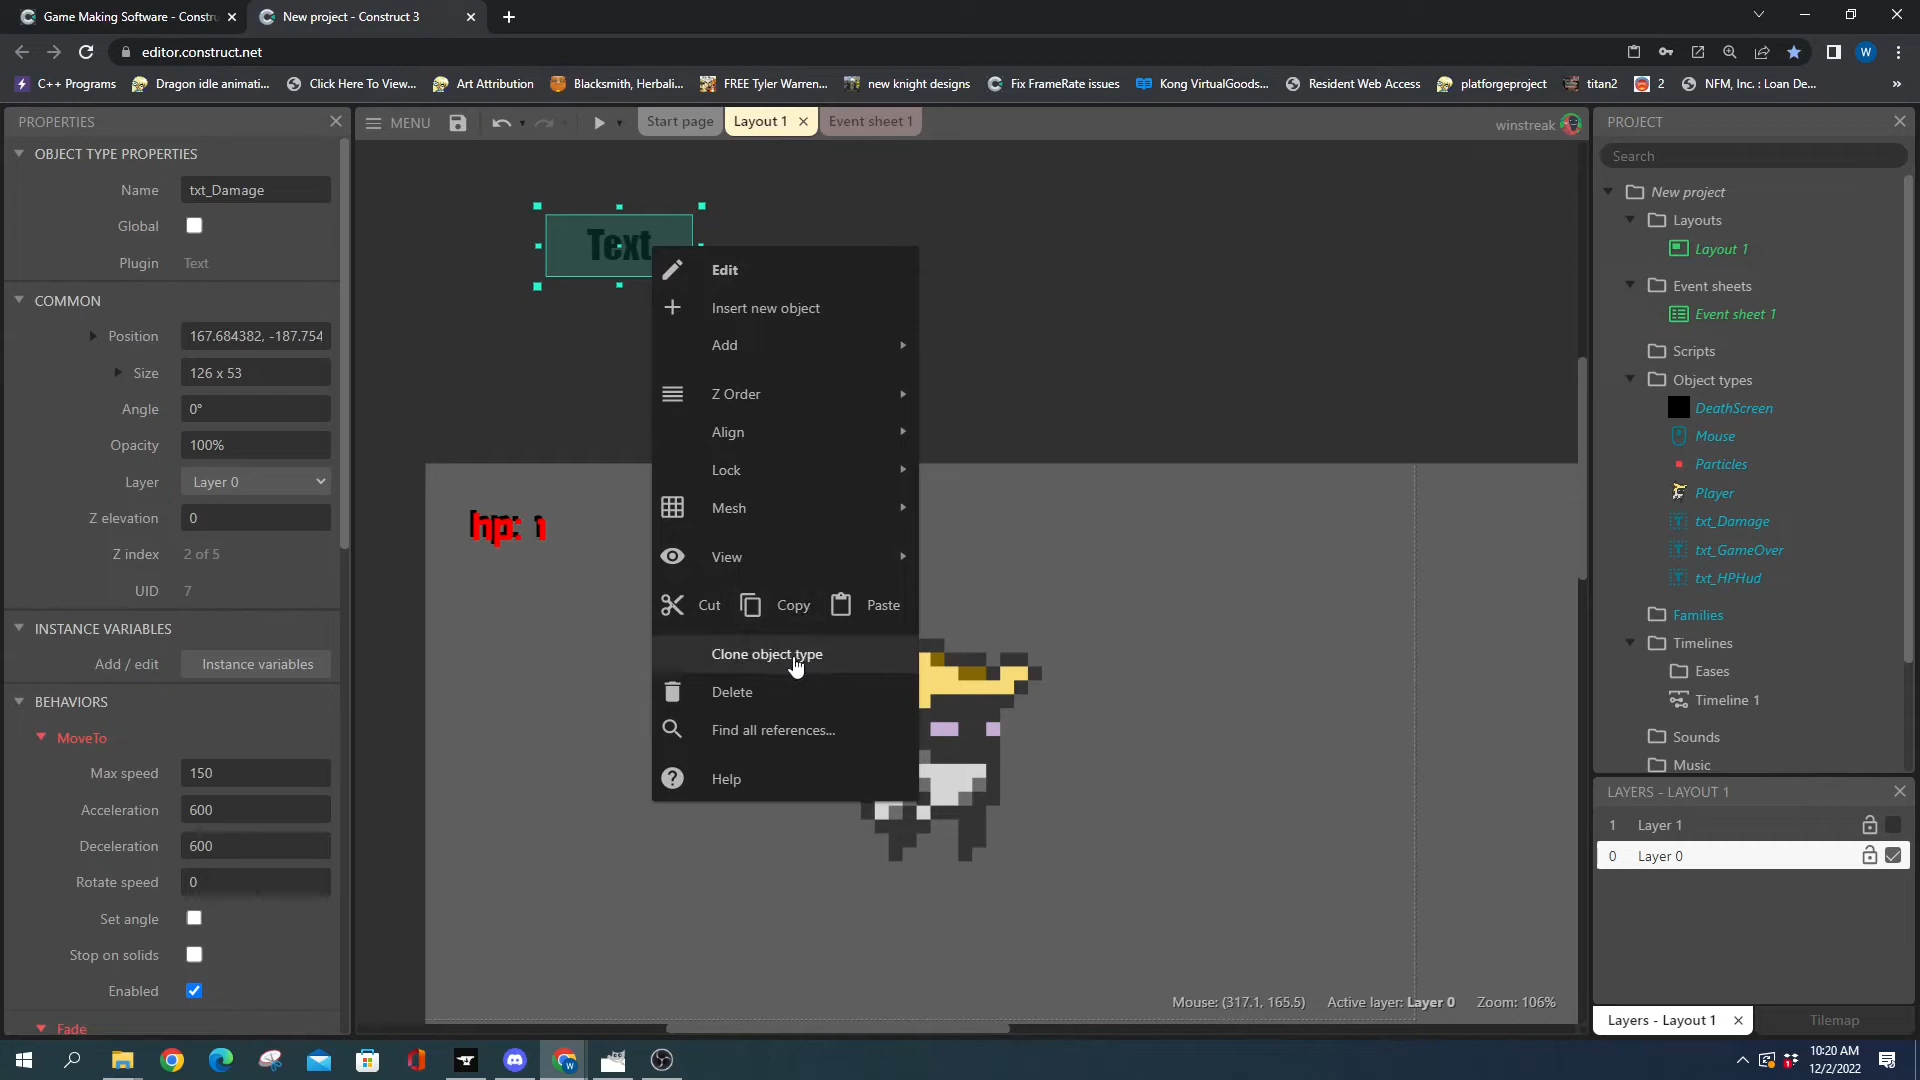 Game Making Software - Constru
New project - Construct 3
editor.construct.net
W
C++ Programs
Dragon idle animati...
Click Here To View...
Art Attribution
Blacksmith, Herbali...
FREE Tyler Warren...
new knight designs
Fix FrameRate issues
Kong VirtualGoods...
Resident Web Access
platforgeproject
titan2
2
NFM, Inc. : Loan De...
»
PROPERTIES
MENU
Start page
Layout 1
Event sheet 1
winstreak
PROJECT
OBJECT TYPE PROPERTIES
Name txt_Damage
Global
Plugin Text
COMMON
Position 167.684382, -187.754
Size 126 x 53
Angle 0°
Opacity 100%
Layer Layer 0
Z elevation 0
Z index 2 of 5
UID 7
INSTANCE VARIABLES
Add / edit Instance variables
BEHAVIORS
MoveTo
Max speed 150
Acceleration 600
Deceleration 600
Rotate speed 0
Set angle
Stop on solids
Enabled
Fade
Text
hp: 1
Edit
Insert new object
Add
Z Order
Align
Lock
Mesh
View
Cut Copy Paste
Clone object type
Delete
Find all references...
Help
Mouse: (317.1, 165.5) Active layer: Layer 0 Zoom: 106%
Search
New project
Layouts
Layout 1
Event sheets
Event sheet 1
Scripts
Object types
DeathScreen
Mouse
Particles
Player
txt_Damage
txt_GameOver
txt_HPHud
Families
Timelines
Eases
Timeline 1
Sounds
Music
LAYERS - LAYOUT 1
1 Layer 1
0 Layer 0
Layers - Layout 1
Tilemap
10:20 AM
12/2/2022